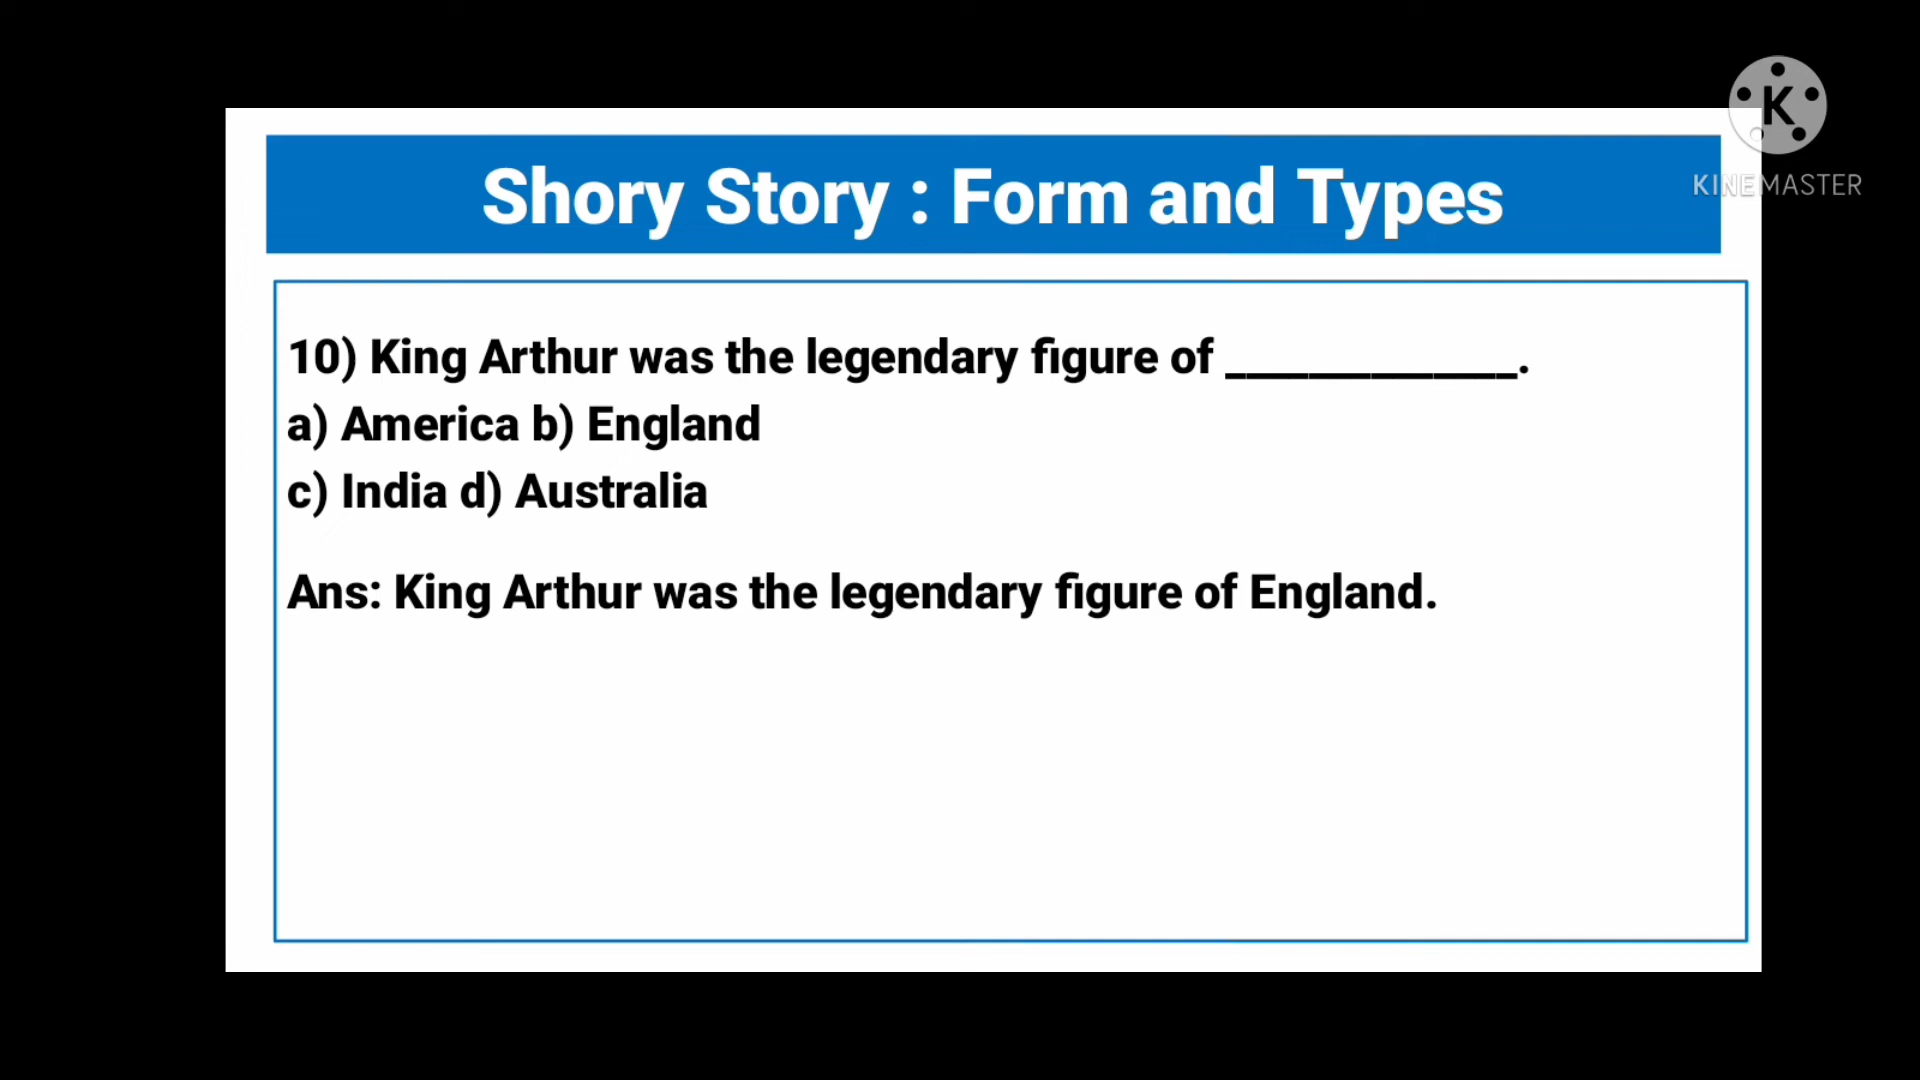 K
KINEMASTER
Shory Story : Form and Types
10) King Arthur was the legendary figure of ______________.
a) America b) England
c) India d) Australia
Ans: King Arthur was the legendary figure of England.